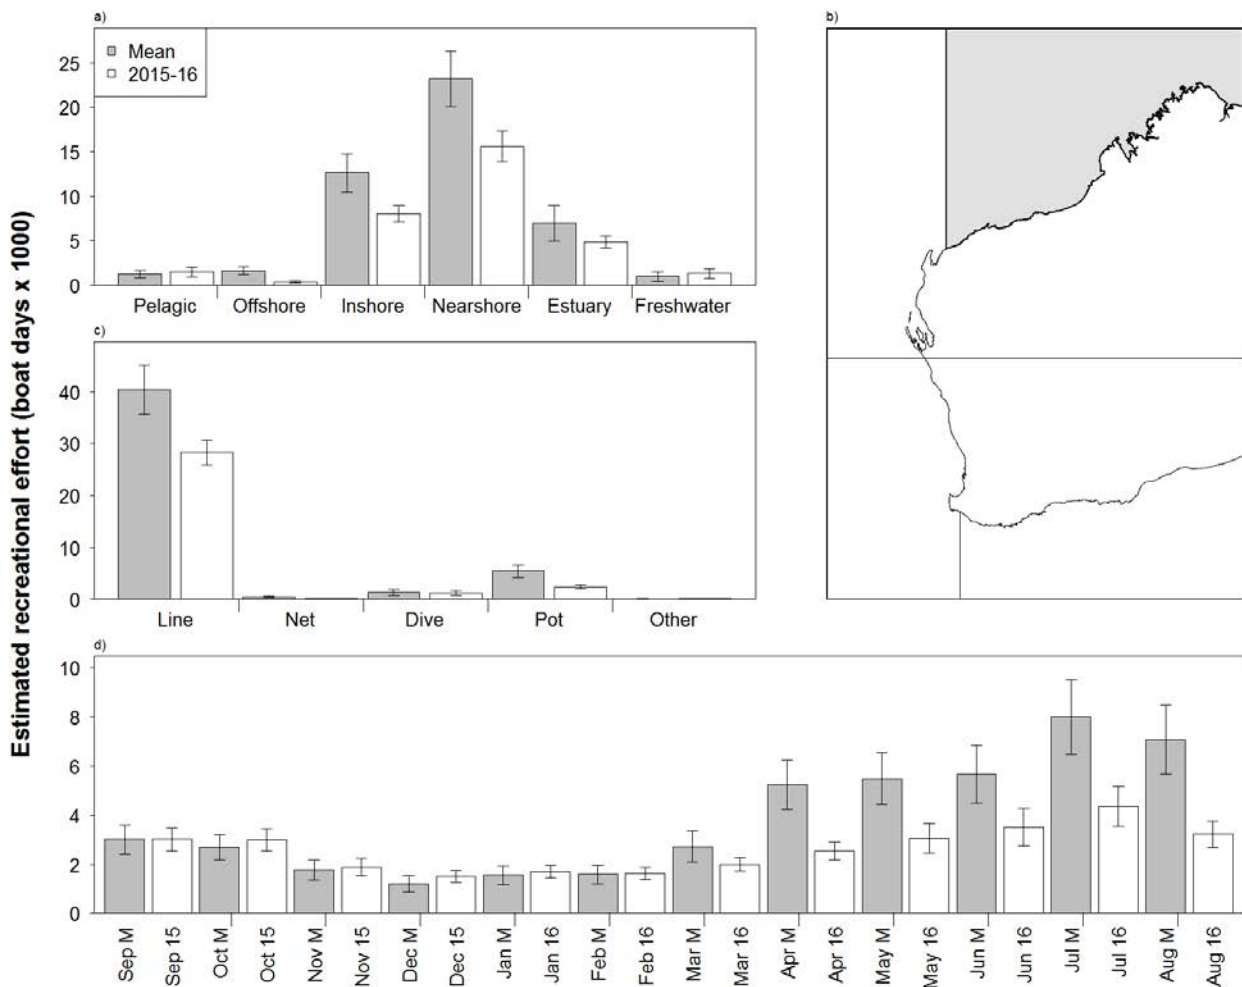 a)
Mean
2015-16
25
20
15
10
5
0
Pelagic Offshore Inshore Nearshore Estuary Freshwater
b)
c)
40
30
20
10
0
Line Net Dive Pot Other
d)
10
8
6
4
2
0
Sep M Sep 15 Oct M Oct 15 Nov M Nov 15 Dec M Dec 15 Jan M Jan 16 Feb M Feb 16 Mar M Mar 16 Apr M Apr 16 May M May 16 Jun M Jun 16 Jul M Jul 16 Aug M Aug 16
Estimated recreational effort (boat days x 1000)